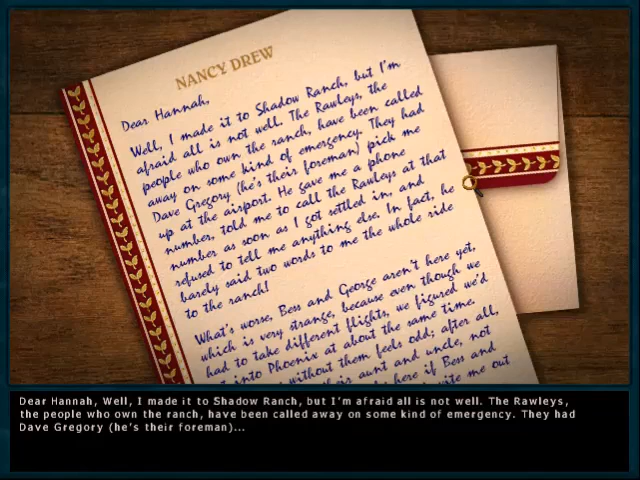 NANCY DREW
Dear Hannah,
Well, I made it to Shadow Ranch, but I'm
afraid all is not well. The Rawleys, the
people who own the ranch, have been called
away on some kind of emergency. They had
Dave Gregory (he's their foreman) pick me
up at the airport. He gave me a phone
number, told me to call the Rawleys at that
number as soon as I got settled in, and
refused to tell me anything else. In fact, he
barely said two words to me the whole ride
to the ranch!
What's worse, Bess and George aren't here yet,
which is very strange, because even though we
had to take different flights, we figured we'd
into Phoenix at about the same time.
without them feels odd; after all,
aunt and uncle, not
here if Bess and
me out
Dear Hannah, Well, I made it to Shadow Ranch, but I'm afraid all is not well. The Rawleys,
the people who own the ranch, have been called away on some kind of emergency. They had
Dave Gregory (he's their foreman)...